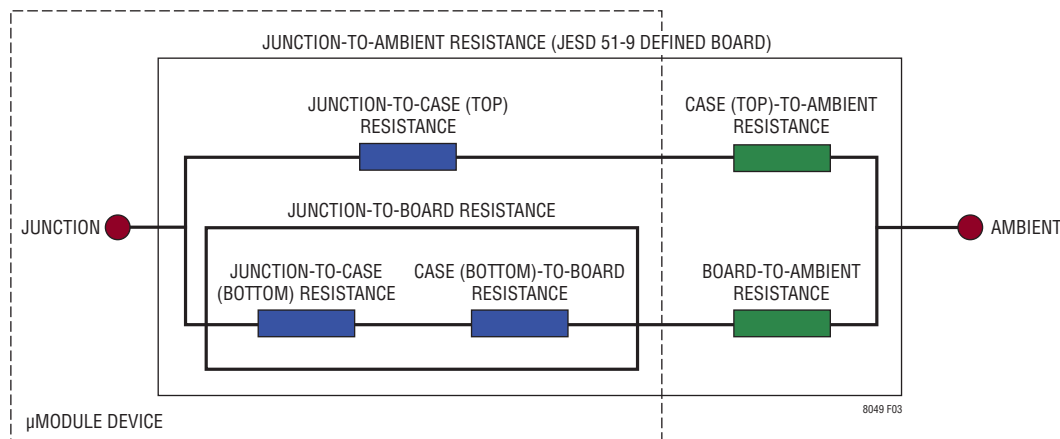 JUNCTION-TO-AMBIENT RESISTANCE (JESD 51-9 DEFINED BOARD)
JUNCTION-TO-CASE (TOP)
RESISTANCE
CASE (TOP)-TO-AMBIENT
RESISTANCE
JUNCTION-TO-BOARD RESISTANCE
JUNCTION
AMBIENT
JUNCTION-TO-CASE
(BOTTOM) RESISTANCE
CASE (BOTTOM)-TO-BOARD
RESISTANCE
BOARD-TO-AMBIENT
RESISTANCE
8049 F03
µMODULE DEVICE